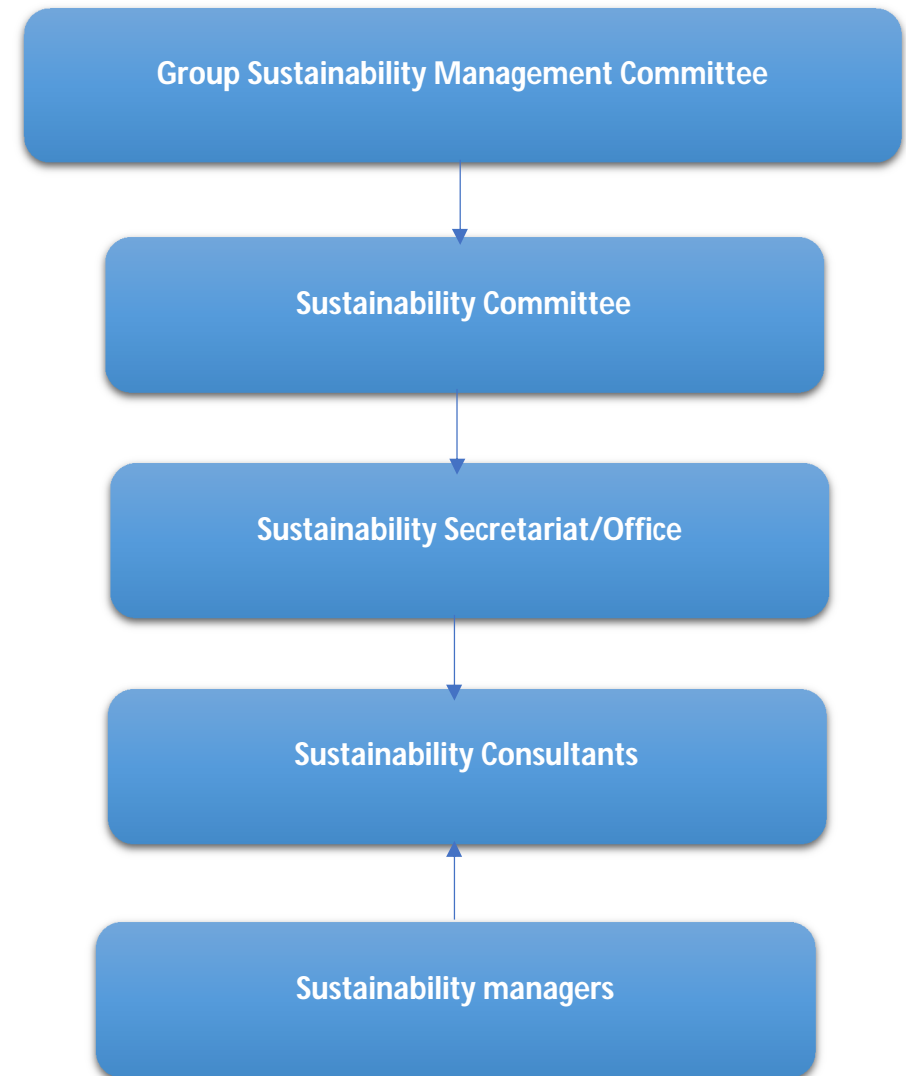 Group Sustainability Management Committee
Sustainability Committee
Sustainability Secretariat/Office
Sustainability Consultants
Sustainability managers